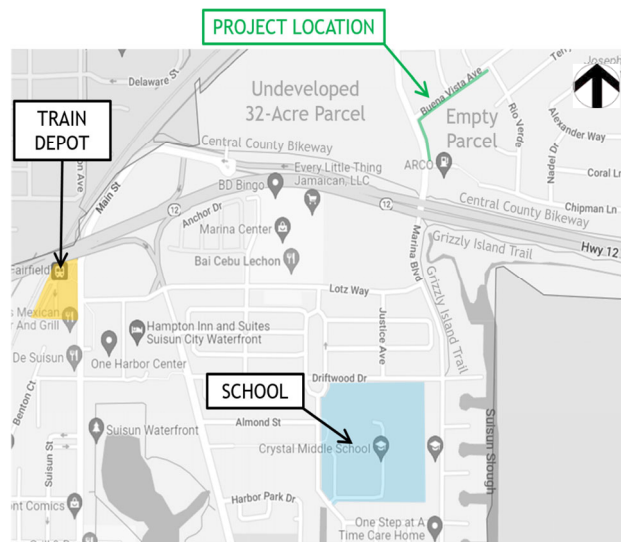 PROJECT LOCATION
Delaware St
Undeveloped
32-Acre Parcel
Buena Vista Ave
Joseph
TRAIN
DEPOT
Empty
Parcel
Rio Verde
Alexander Way
Nadel Dr
Coral Ln
Main St
Central County Bikeway
Every Little Thing
Jamaican, LLC
ARCO
BD Bingo
12
Anchor Dr
12
Central County Bikeway
Chipman Ln
Marina Center
Marina Blvd
Grizzly Island Trail
Hwy 12
Bai Cebu Lellchon
Fairfield
Lotz Way
Grizzly Island Trail
Mexican
And Grill
Hampton Inn and Suites
Suisun City Waterfront
Justice Ave
One Harbor Center
De Suisun
Benton Ct
SCHOOL
Driftwood Dr
Almond St
Suisun Waterfront
Suisun St
Crystal Middle School
Suisun Slough
Harbor Park Dr
ont Comics
One Step at A
Time Care Home